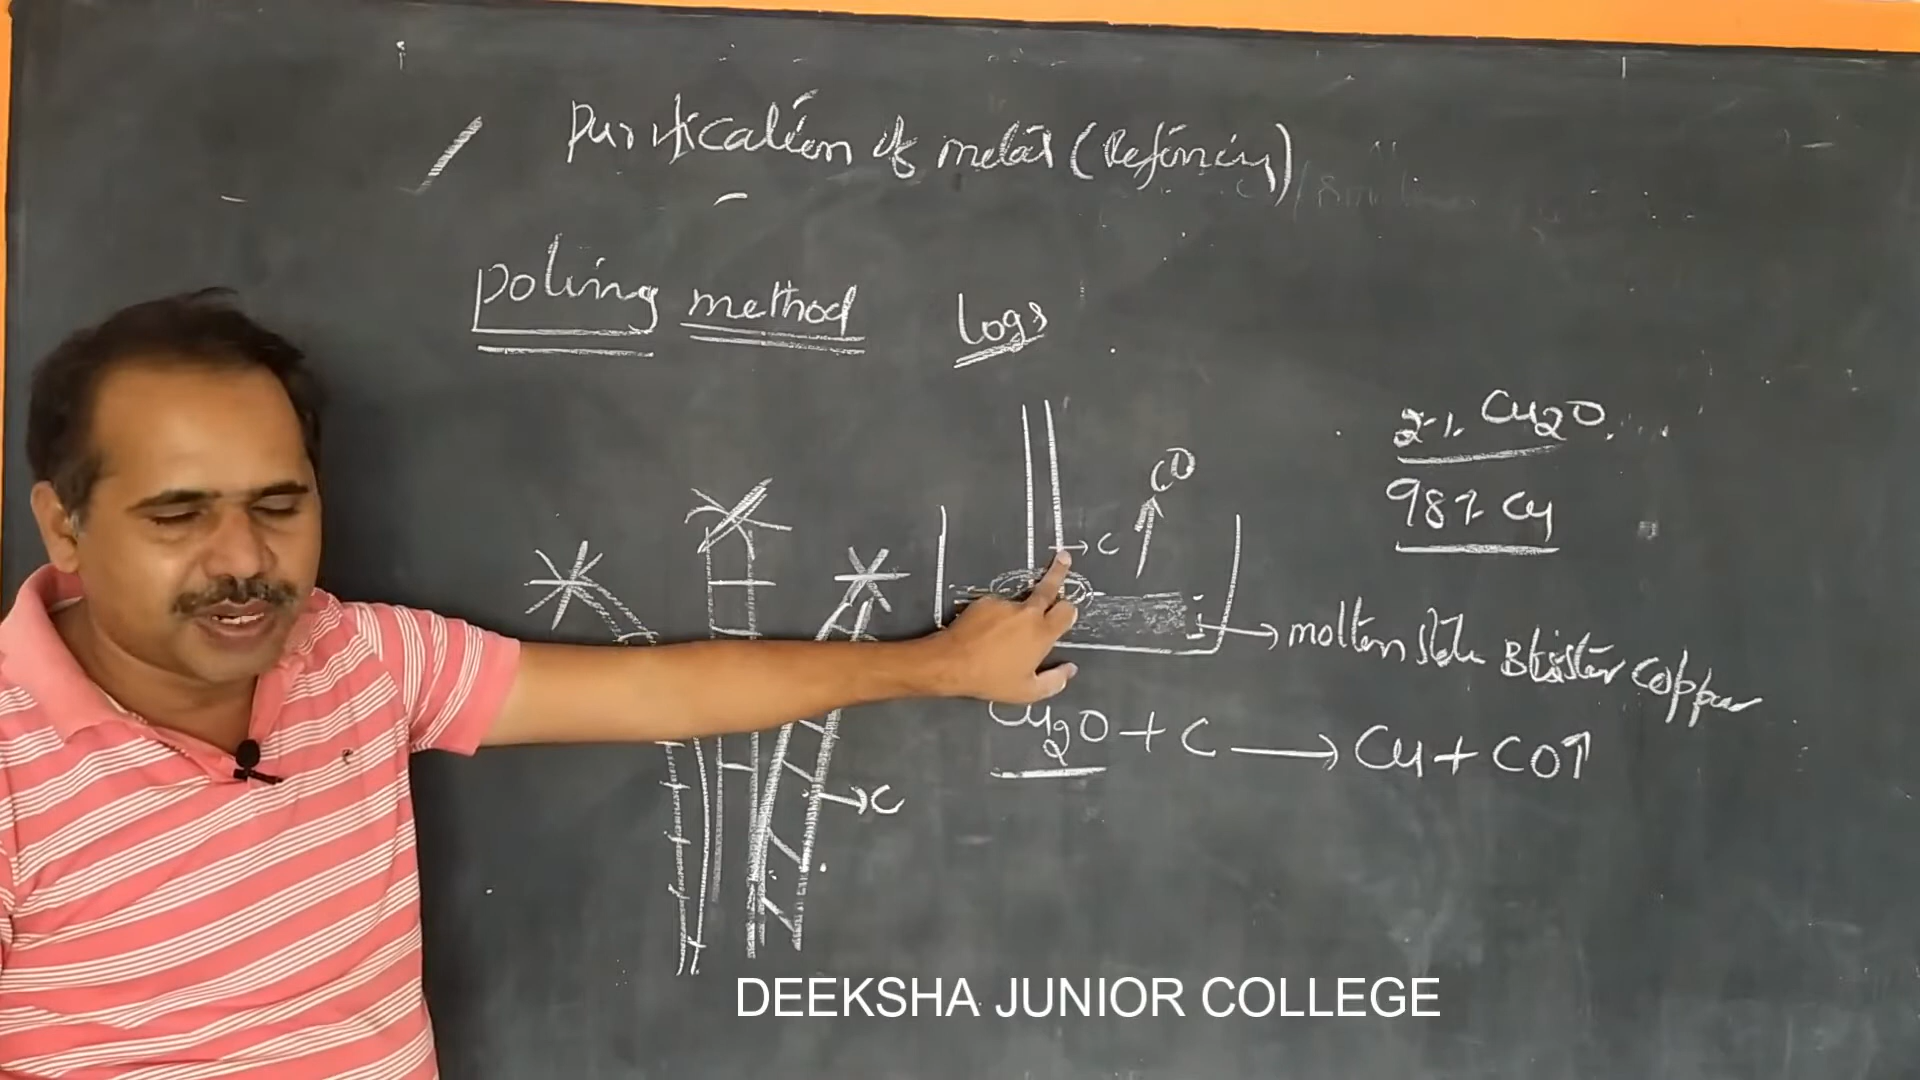 Purification of metals (Refining)
poling method
logs
2% Cu2O
98% Cu
CO
C
molten state Blister Copper
Cu2O + C → Cu + CO↑
C
DEEKSHA JUNIOR COLLEGE